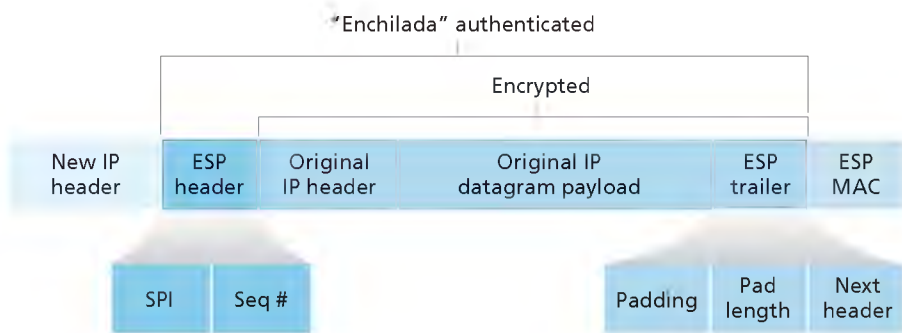 "Enchilada" authenticated
Encrypted
New IP
header
ESP
header
Original
IP header
Original IP
datagram payload
ESP
trailer
ESP
MAC
SPI
Seq #
Padding
Pad
length
Next
header